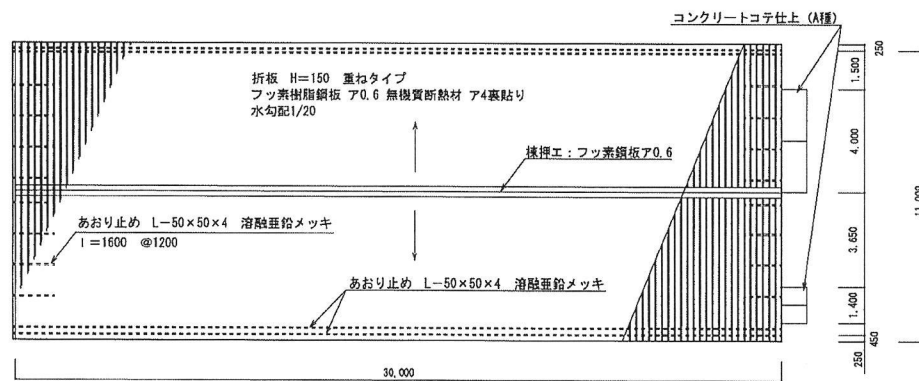 コンクリートコテ仕上(A種)
折板 H=150 重ねタイプ
フッ素樹脂鋼板 ア0.6 無機質断熱材 ア4裏貼り
水勾配1/20
棟押エ:フッ素鋼板ア0.6
あおり止め L-50×50×4 溶融亜鉛メッキ
l=1600 @1200
あおり止め L-50×50×4 溶融亜鉛メッキ
250
1.500
4.000
3.650
1.400
450
250
11.000
30,000